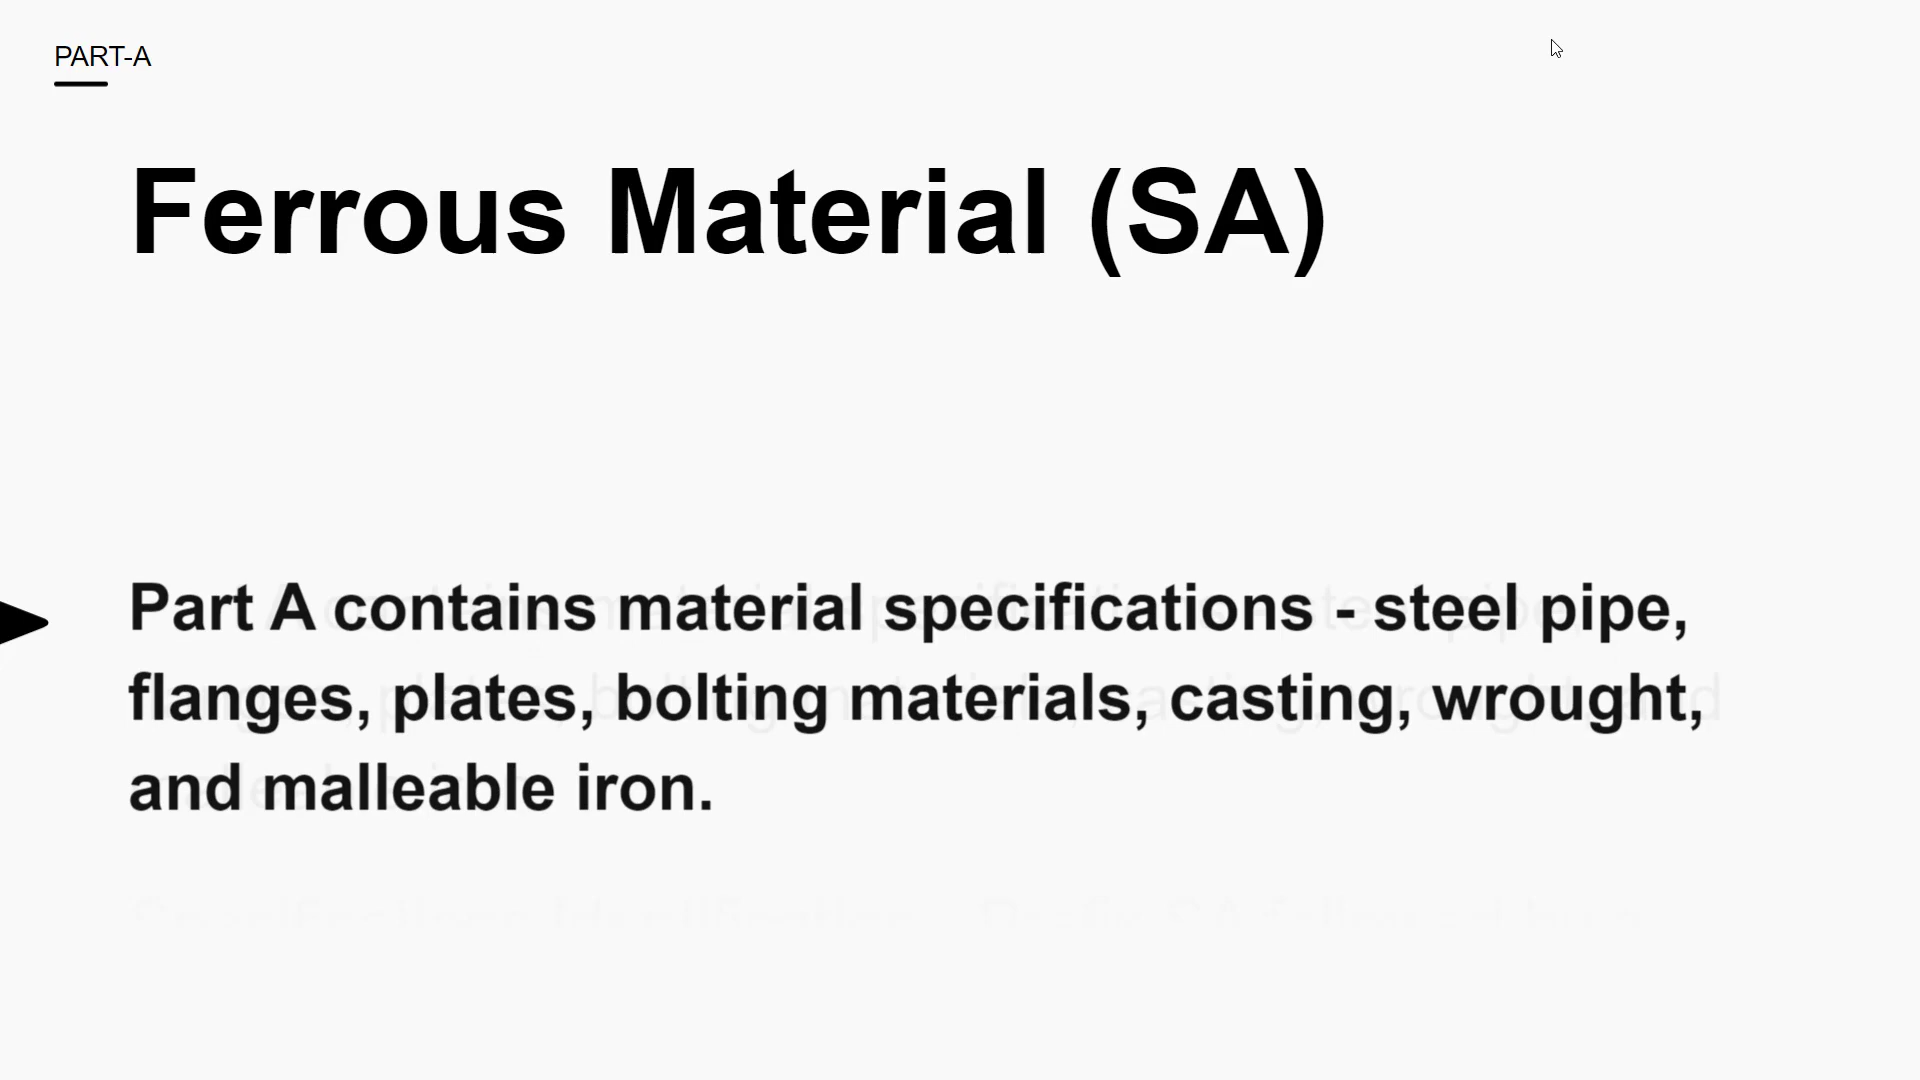 PART-A
Ferrous Material (SA)
Part A contains material specifications - steel pipe,
flanges, plates, bolting materials, casting, wrought,
and malleable iron.